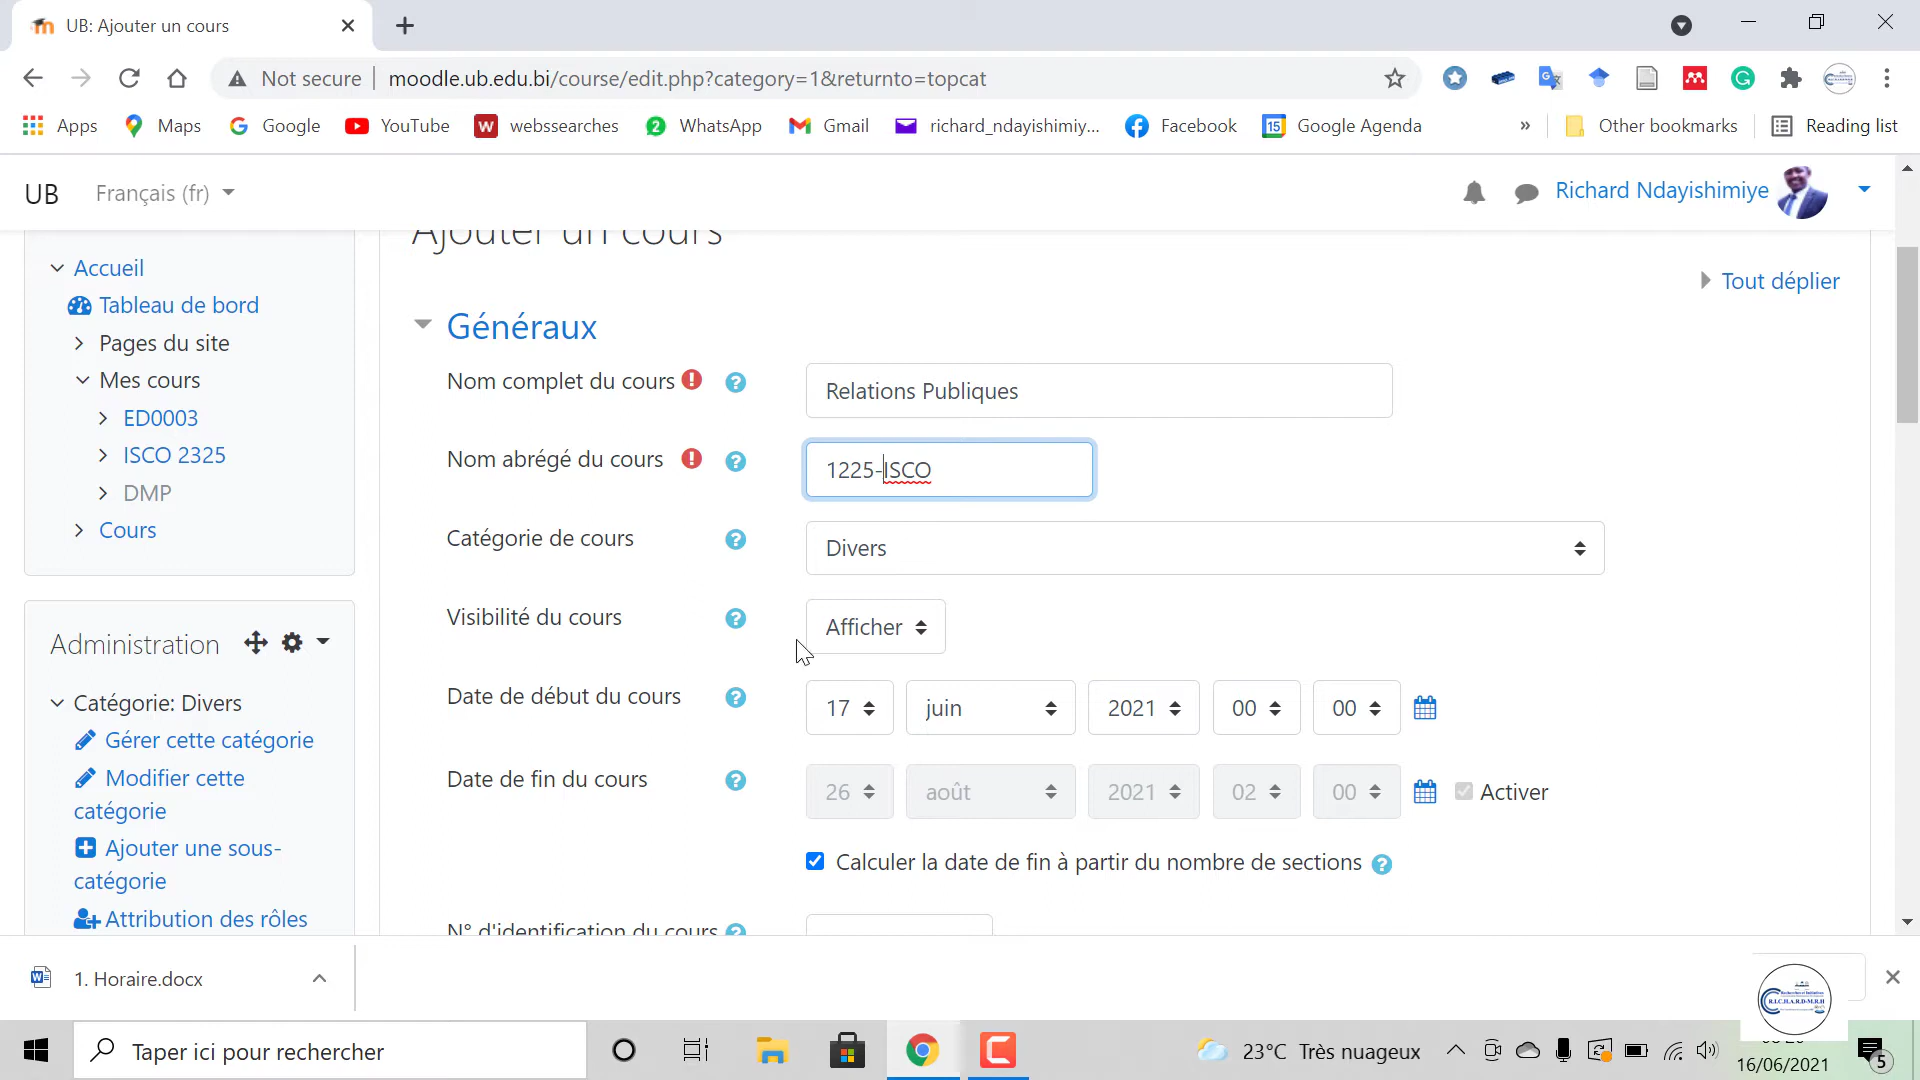 UB: Ajouter un cours
Not secure
moodle.ub.edu.bi/course/edit.php?category=1&returnto=topcat
Apps
Maps
Google
YouTube
webssearches
WhatsApp
Gmail
richard_ndayishimiy...
Facebook
Google Agenda
»
Other bookmarks
Reading list
UB
Français (fr)
Richard Ndayishimiye
Ajouter un cours
Tout déplier
Accueil
Tableau de bord
Pages du site
Mes cours
ED0003
ISCO 2325
DMP
Cours
Administration
Catégorie: Divers
Gérer cette catégorie
Modifier cette
catégorie
Ajouter une sous-
catégorie
Attribution des rôles
Généraux
Nom complet du cours
Relations Publiques
Nom abrégé du cours
1225-ISCO
Catégorie de cours
Divers
Visibilité du cours
Afficher
Date de début du cours
17 juin 2021 00 00
Date de fin du cours
26 août 2021 02 00 Activer
Calculer la date de fin à partir du nombre de sections
N° d'identification du cours
1. Horaire.docx
R.I.C.H.A.R.D-M.R.H
Taper ici pour rechercher
23°C Très nuageux
16/06/2021
5